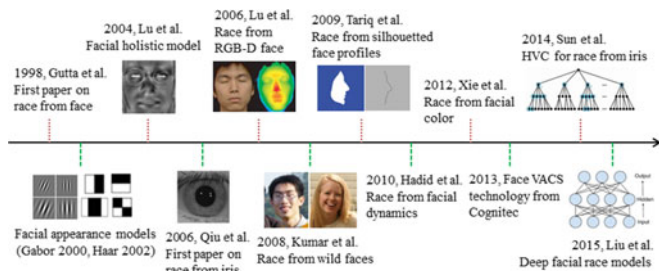 2004, Lu et al.
Facial holistic model
2006, Lu et al.
Race from
RGB-D face
2009, Tariq et al.
Race from silhouetted
face profiles
2014, Sun et al.
HVC for race from iris
1998, Gutta et al.
First paper on
race from face
2012, Xie et al.
Race from facial
color
Facial appearance models
(Gabor 2000, Haar 2002)
2006, Qiu et al.
First paper on
race from iris
2008, Kumar et al.
Race from wild faces
2010, Hadid et al.
Race from facial
dynamics
2013, Face VACS
technology from
Cognitec
Output
Hidden
Input
2015, Liu et al.
Deep facial race models